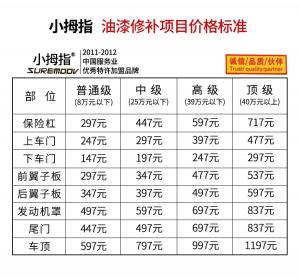 小拇指 油漆修补项目价格标准
小拇指®
SUREMOOV
2011-2012
中国服务业
优秀特许加盟品牌
诚信/品质/伙伴
Trust/ quality/partner
部 位 普通级 (8万元以下) 中 级 (25万元以下) 高 级 (39万元以下) 顶 级 (40万元以上)
保险杠 297元 447元 597元 717元
上车门 247元 297元 397元 477元
下车门 147元 197元 247元 297元
前翼子板 297元 347元 477元 537元
后翼子板 347元 397元 497元 597元
发动机罩 497元 597元 697元 837元
尾门 447元 497元 697元 837元
车顶 597元 797元 997元 1197元